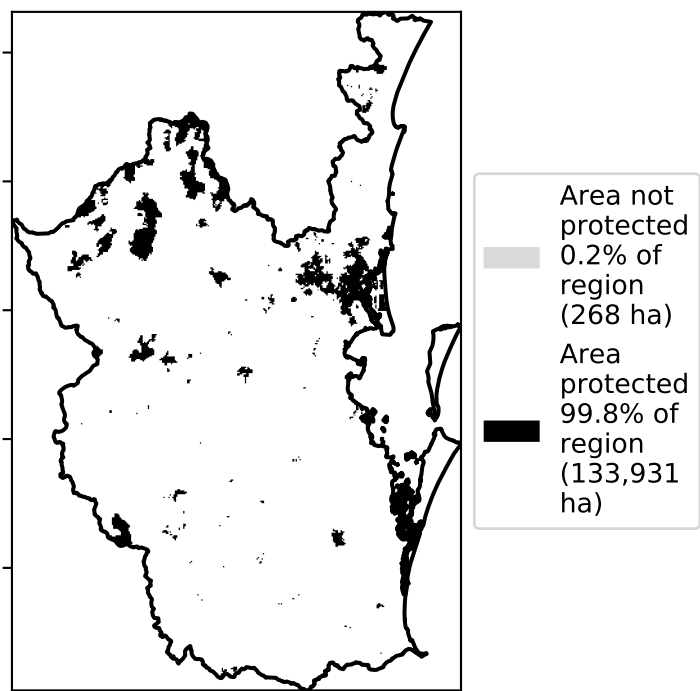 Area not
protected
0.2% of
region
(268 ha)
Area
protected
99.8% of
region
(133,931
ha)